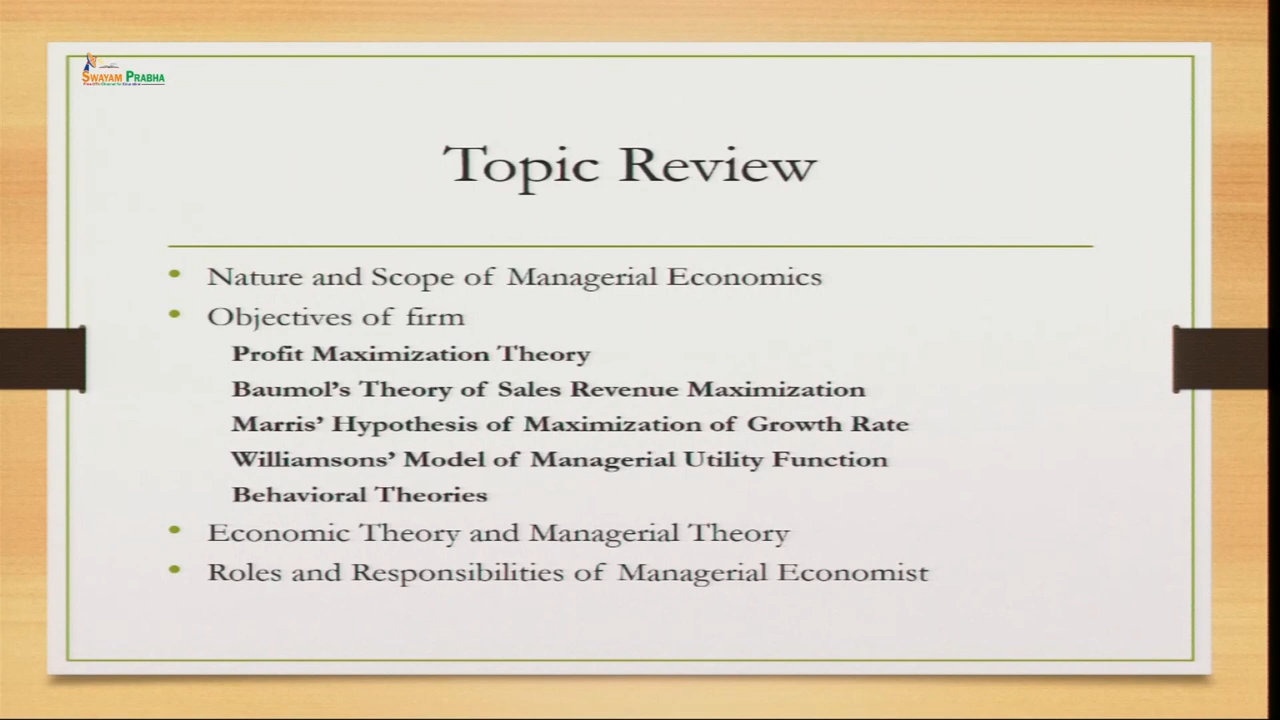 SWAYAM PRABHA
Topic Review
• Nature and Scope of Managerial Economics
• Objectives of firm
Profit Maximization Theory
Baumol's Theory of Sales Revenue Maximization
Marris' Hypothesis of Maximization of Growth Rate
Williamsons' Model of Managerial Utility Function
Behavioral Theories
• Economic Theory and Managerial Theory
• Roles and Responsibilities of Managerial Economist